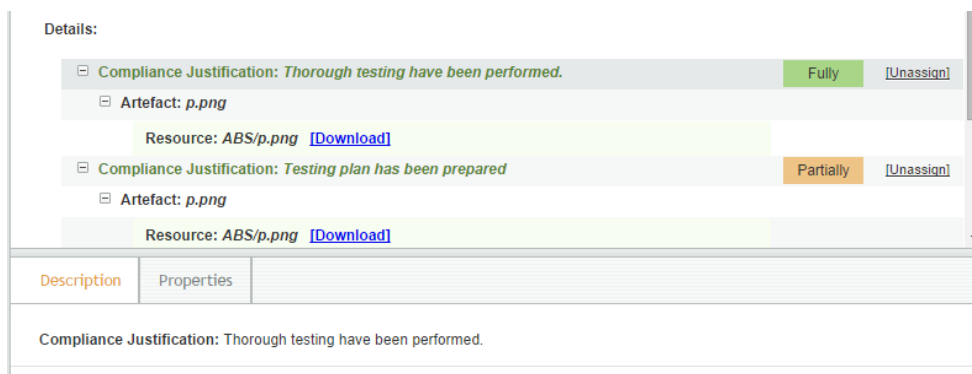 Details:
Compliance Justification: Thorough testing have been performed. Fully [Unassign]
Artefact: p.png
Resource: ABS/p.png [Download]
Compliance Justification: Testing plan has been prepared Partially [Unassign]
Artefact: p.png
Resource: ABS/p.png [Download]
Description Properties
Compliance Justification: Thorough testing have been performed.